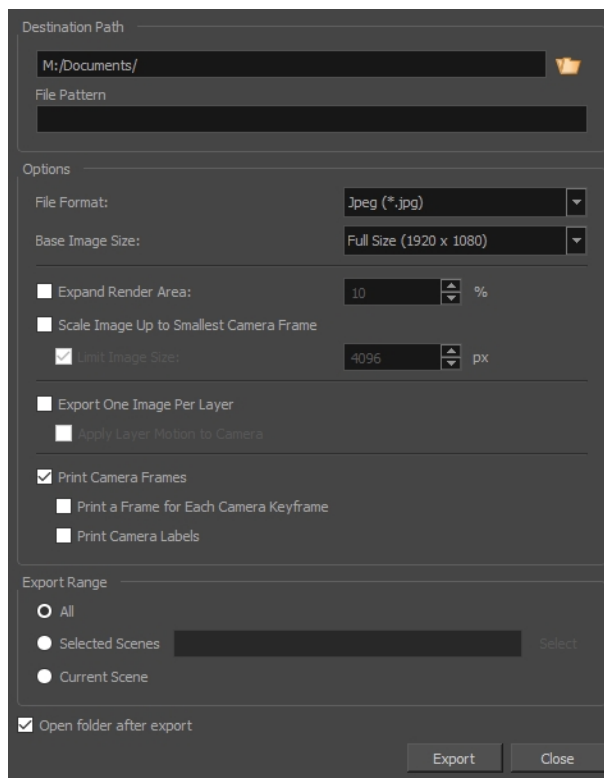 Destination Path
M:/Documents/
File Pattern
Options
File Format: Jpeg (*.jpg)
Base Image Size: Full Size (1920 x 1080)
Expand Render Area: 10 %
Scale Image Up to Smallest Camera Frame
Limit Image Size: 4096 px
Export One Image Per Layer
Apply Layer Motion to Camera
Print Camera Frames
Print a Frame for Each Camera Keyframe
Print Camera Labels
Export Range
All
Selected Scenes Select
Current Scene
Open folder after export
Export Close